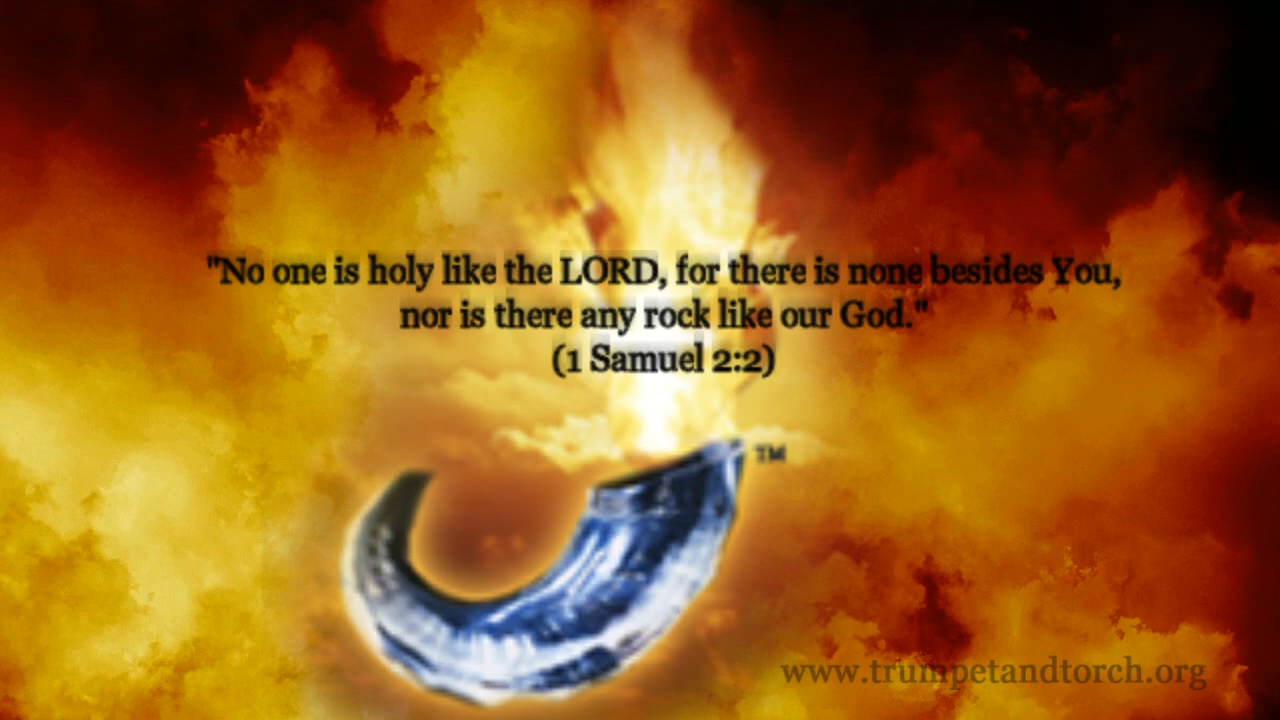 "No one is holy like the LORD, for there is none besides You,
nor is there any rock like our God."
(1 Samuel 2:2)
TM
www.trumpetandtorch.org